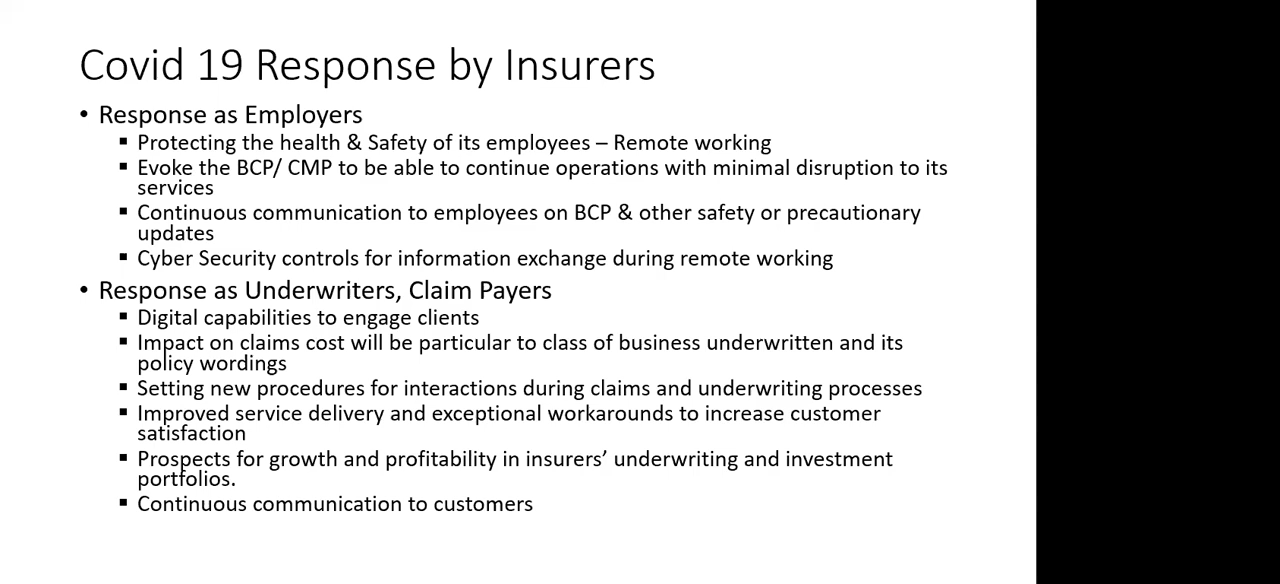 Covid 19 Response by Insurers
• Response as Employers
▪ Protecting the health & Safety of its employees – Remote working
▪ Evoke the BCP/ CMP to be able to continue operations with minimal disruption to its
services
▪ Continuous communication to employees on BCP & other safety or precautionary
updates
▪ Cyber Security controls for information exchange during remote working
• Response as Underwriters, Claim Payers
▪ Digital capabilities to engage clients
▪ Impact on claims cost will be particular to class of business underwritten and its
policy wordings
▪ Setting new procedures for interactions during claims and underwriting processes
▪ Improved service delivery and exceptional workarounds to increase customer
satisfaction
▪ Prospects for growth and profitability in insurers’ underwriting and investment
portfolios.
▪ Continuous communication to customers